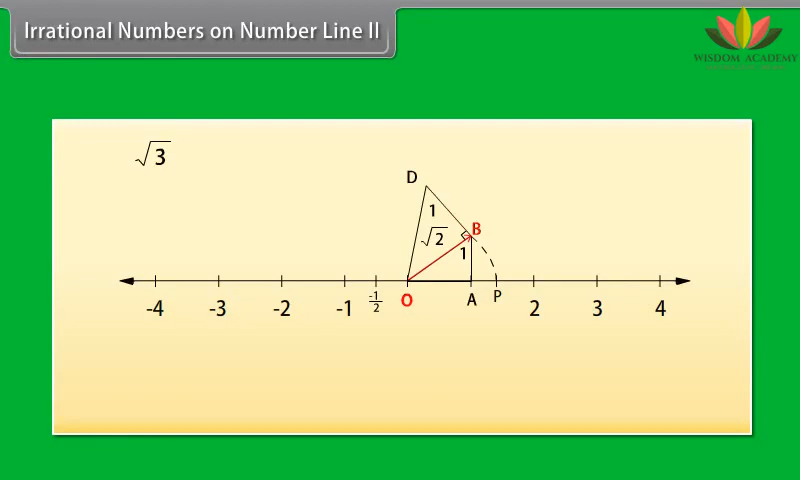 Irrational Numbers on Number Line II
WISDOM ACADEMY
√3
D
1
√2
B
1
-4 -3 -2 -1 -1/2 O A P 2 3 4